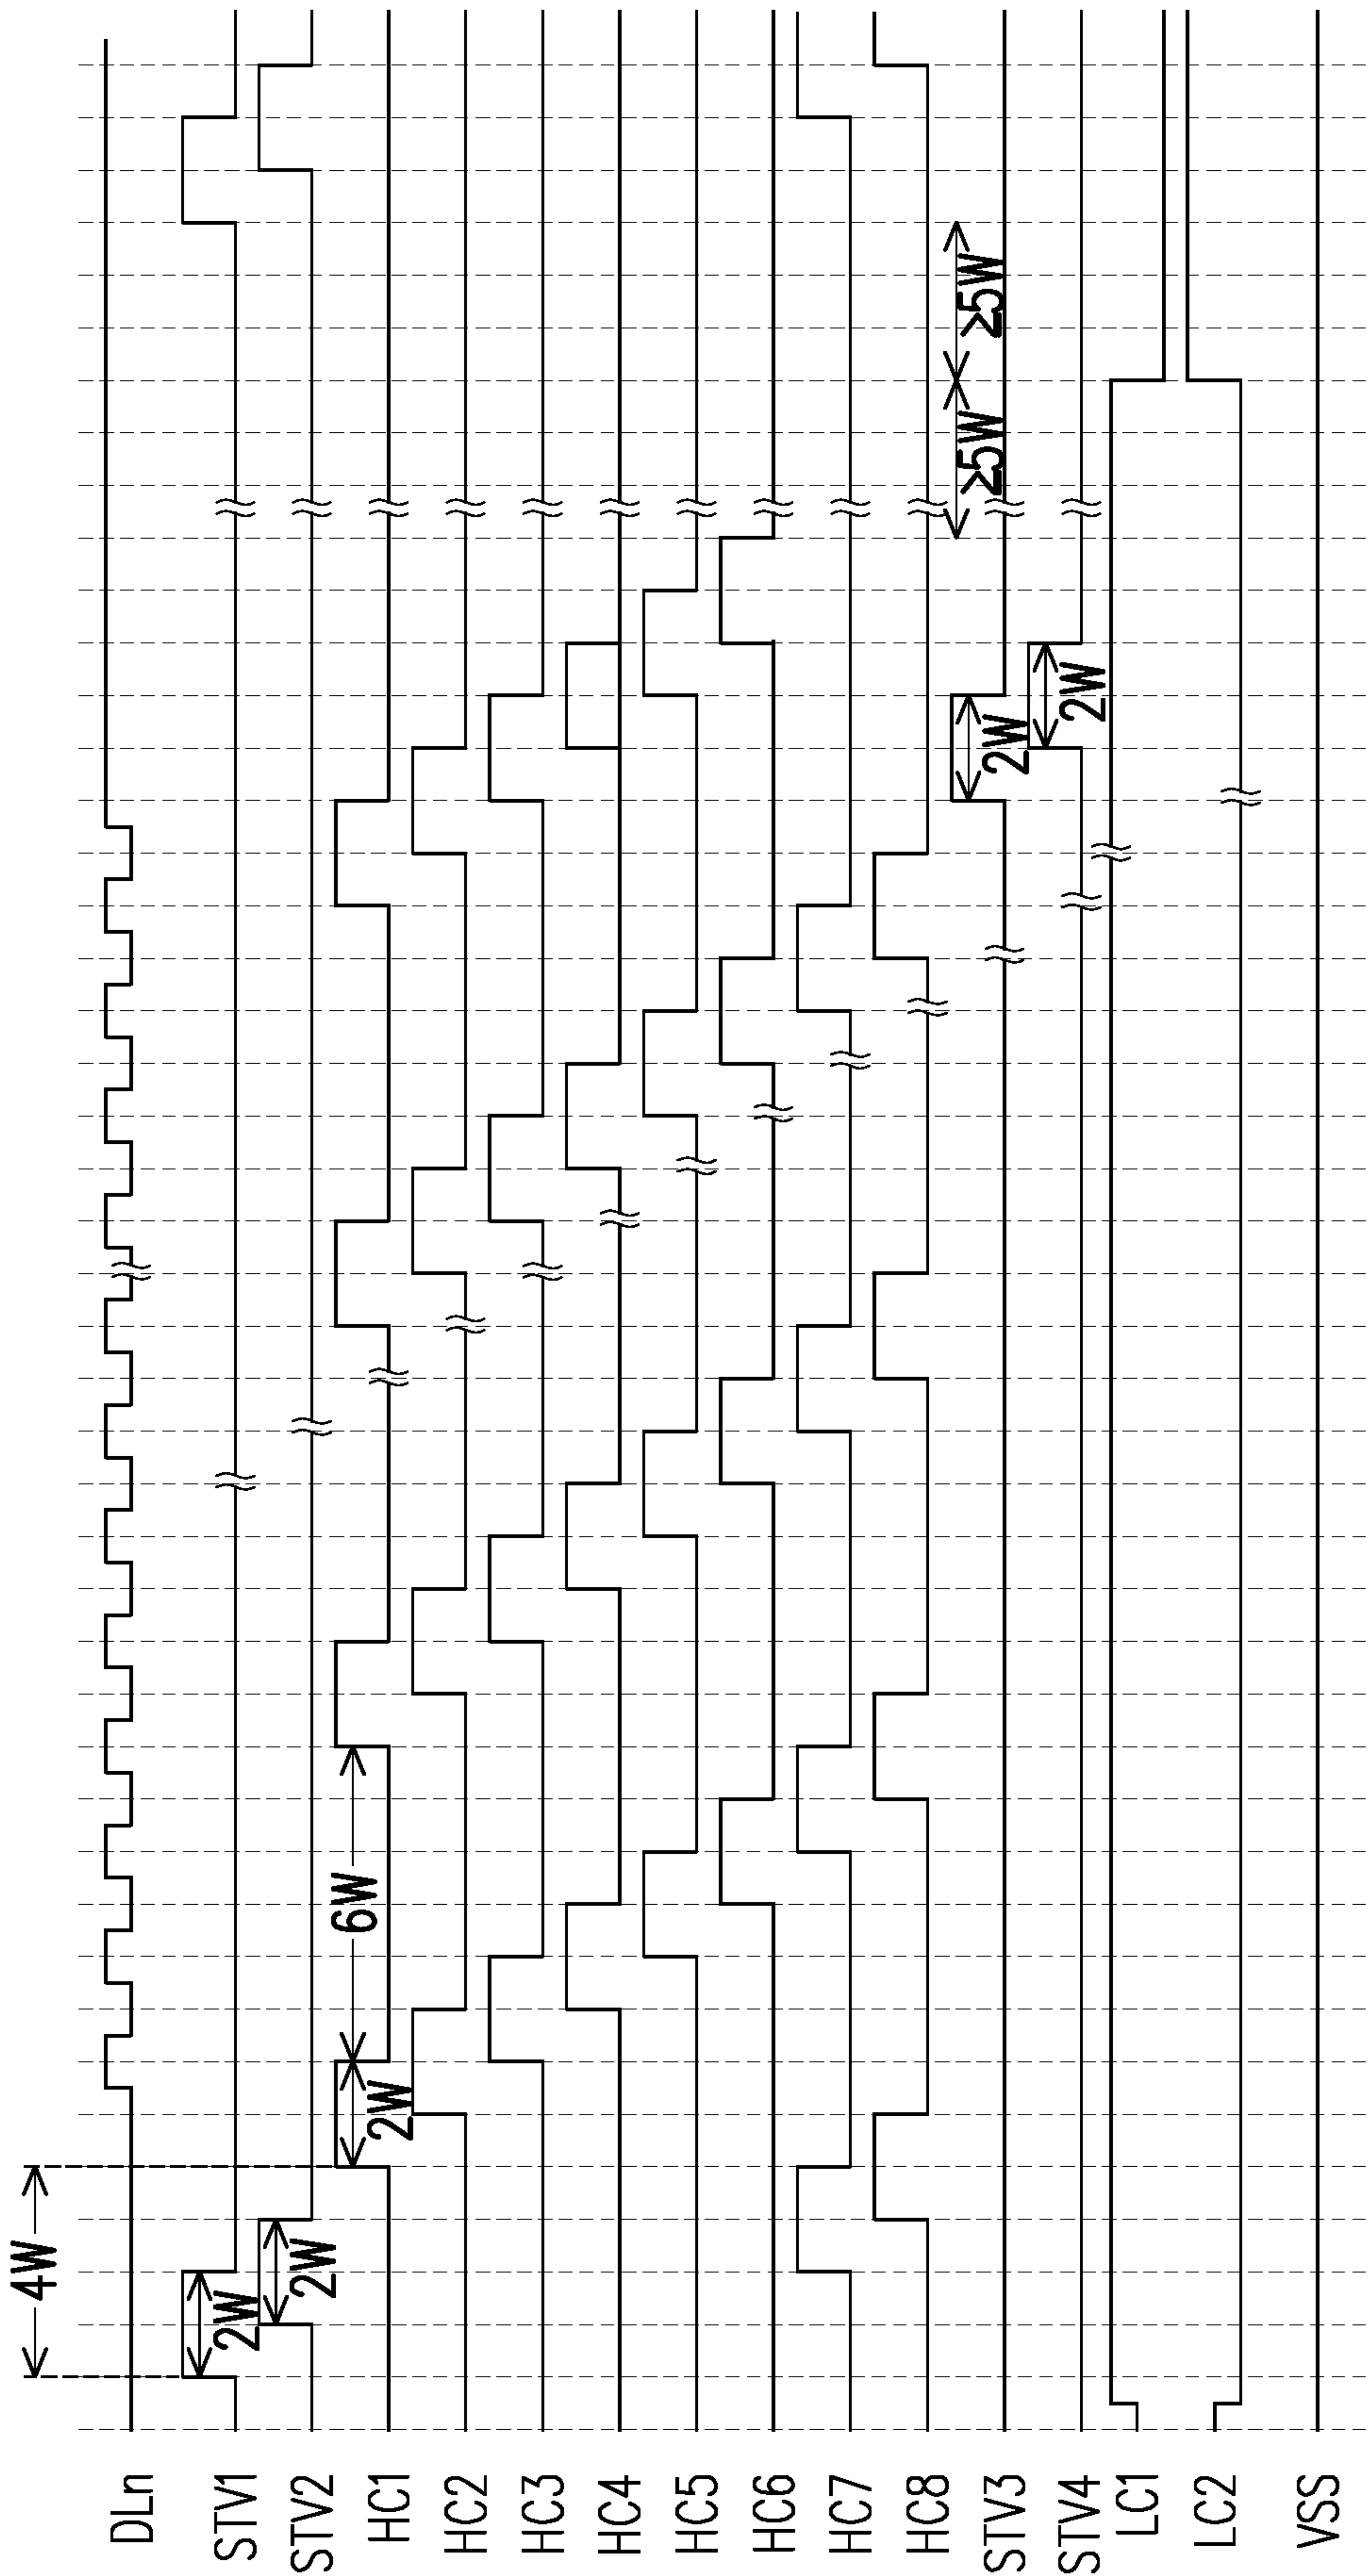 4W
DLn
STV1
2W
STV2
2W
HC1
2W
6W
HC2
HC3
HC4
HC5
HC6
HC7
HC8
≥5W
≥5W
STV3
2W
STV4
2W
LC1
LC2
VSS